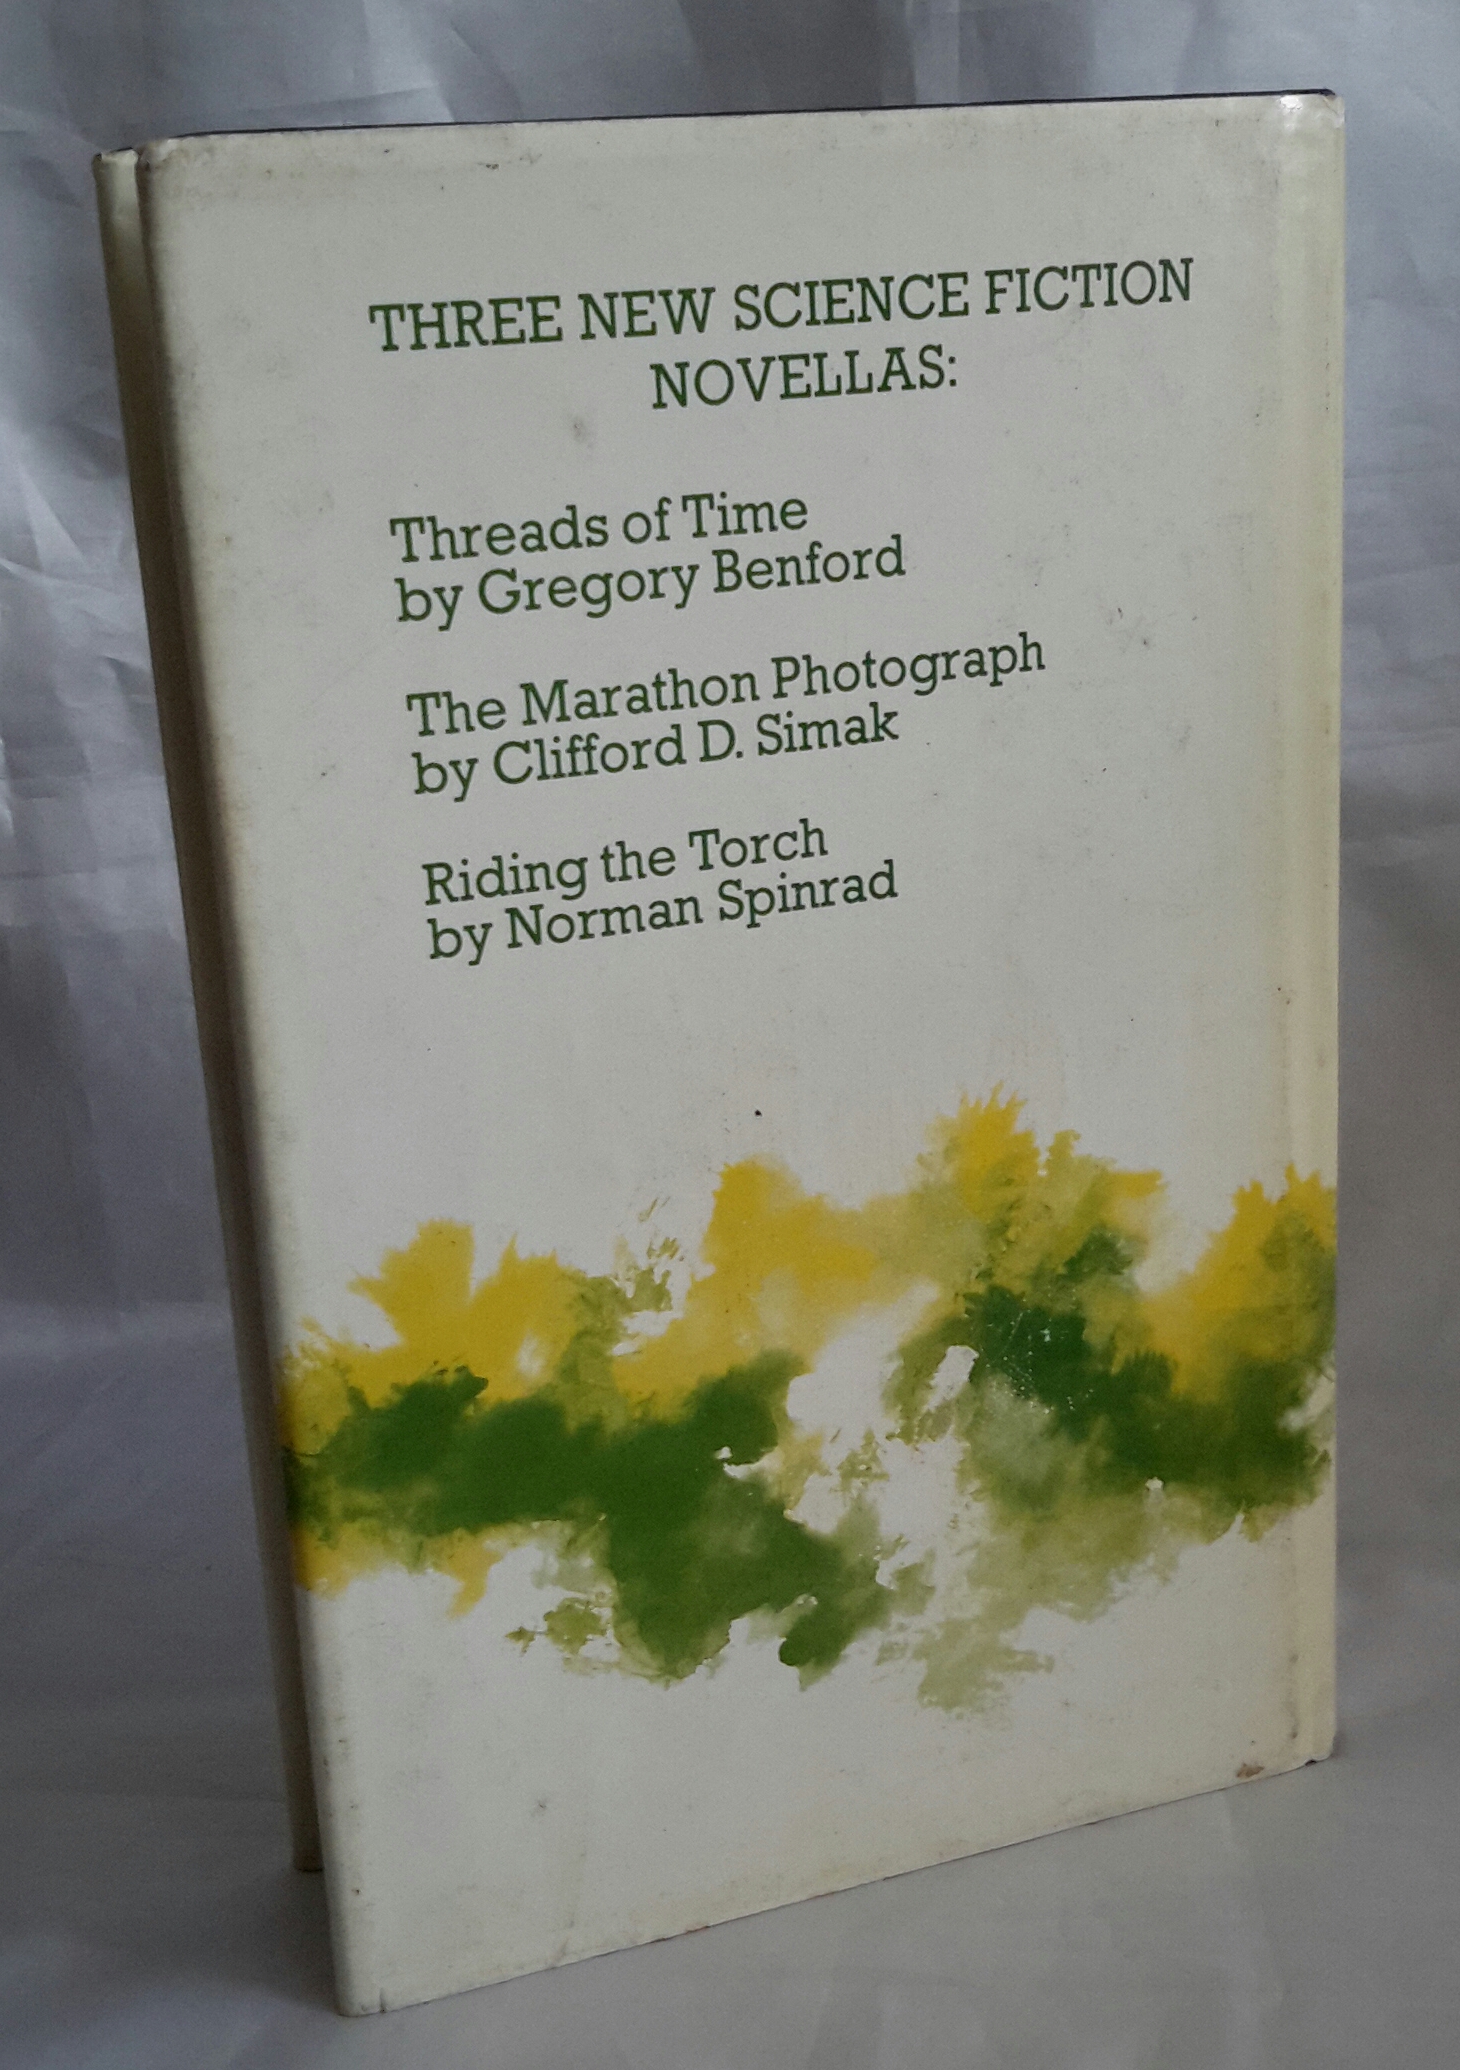 THREE NEW SCIENCE FICTION
NOVELLAS:
Threads of Time
by Gregory Benford
The Marathon Photograph
by Clifford D. Simak
Riding the Torch
by Norman Spinrad